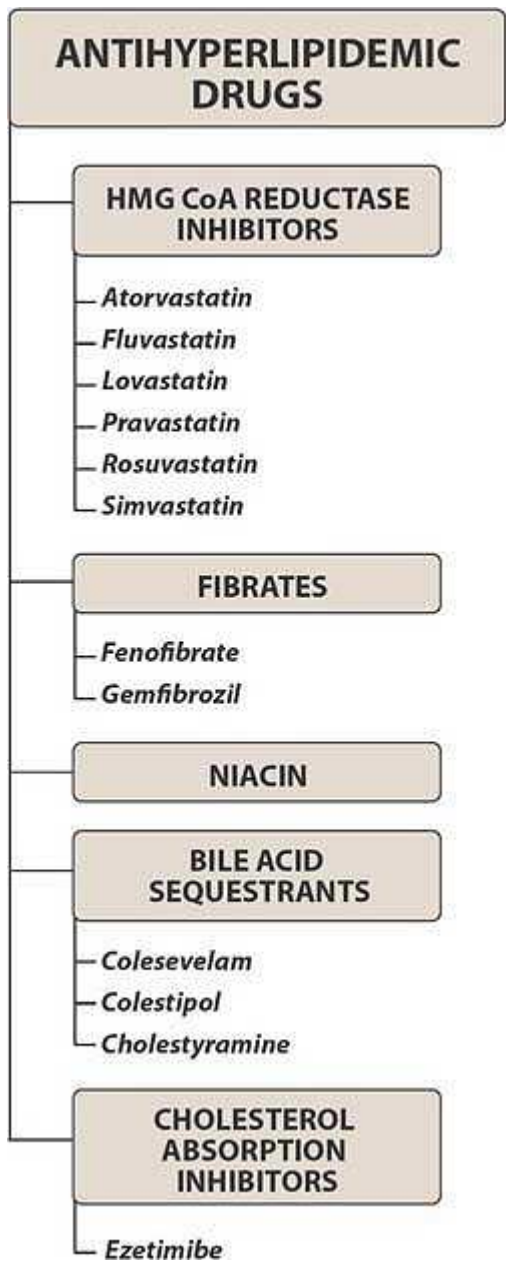 ANTIHYPERLIPIDEMIC
DRUGS
HMG CoA REDUCTASE
INHIBITORS
Atorvastatin
Fluvastatin
Lovastatin
Pravastatin
Rosuvastatin
Simvastatin
FIBRATES
Fenofibrate
Gemfibrozil
NIACIN
BILE ACID
SEQUESTRANTS
Colesevelam
Colestipol
Cholestyramine
CHOLESTEROL
ABSORPTION
INHIBITORS
Ezetimibe